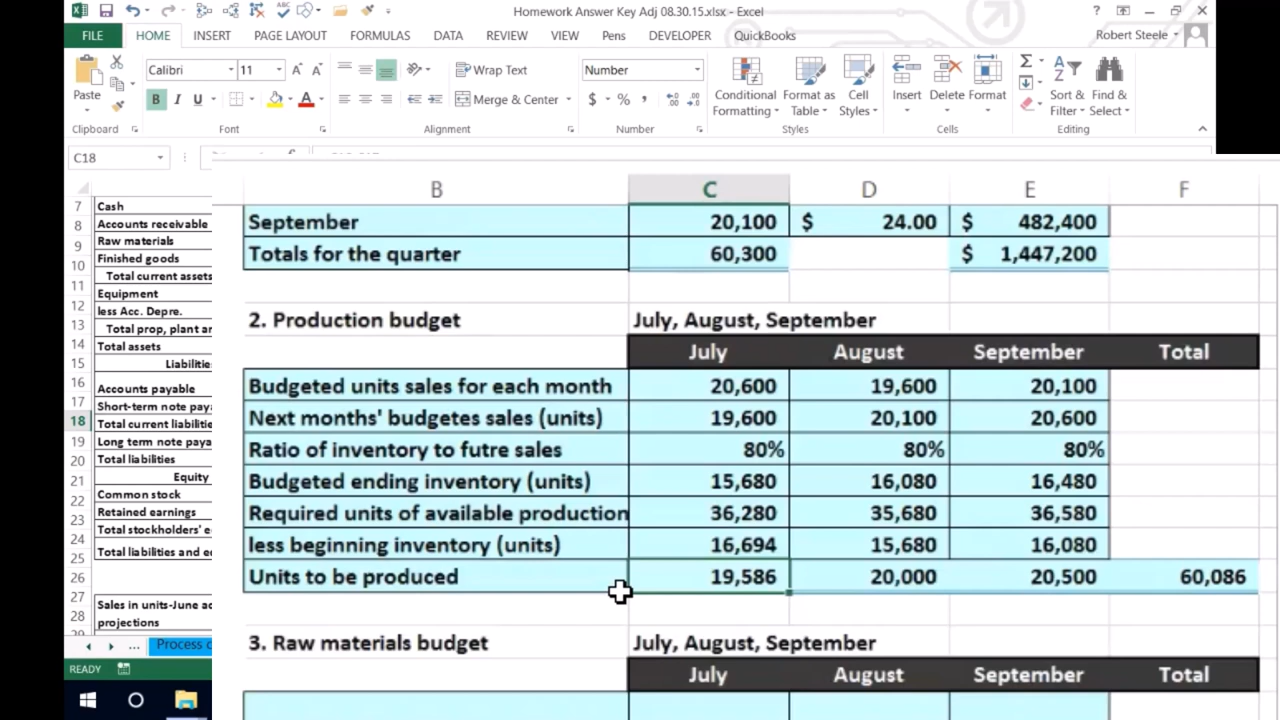 Homework Answer Key Adj 08.30.15.xlsx - Excel
FILE HOME INSERT PAGE LAYOUT FORMULAS DATA REVIEW VIEW Pens DEVELOPER QuickBooks Robert Steele
Calibri 11 Wrap Text Number
Paste B I U A Merge & Center $ % , Conditional Formatting Format as Table Cell Styles Insert Delete Format Sort & Filter Find & Select
Clipboard Font Alignment Number Styles Cells Editing
C18
B C D E F
7 Cash
8 Accounts receivable
9 Raw materials
10 Finished goods
11 Total current assets
12 Equipment
13 less Acc. Depre.
14 Total prop, plant
15 Total assets
16 Liabilitie
17 Accounts payable
18 Short-term note paya
19 Total current liabilitie
20 Long term note paya
21 Total liabilities
22 Equity
23 Common stock
24 Retained earnings
25 Total stockholders' e
26 Total liabilities and
27 Sales in units-June
28 projections
29
September 20,100 $ 24.00 $ 482,400
Totals for the quarter 60,300 $ 1,447,200
2. Production budget July, August, September
July August September Total
Budgeted units sales for each month 20,600 19,600 20,100
Next months' budgetes sales (units) 19,600 20,100 20,600
Ratio of inventory to futre sales 80% 80% 80%
Budgeted ending inventory (units) 15,680 16,080 16,480
Required units of available production 36,280 35,680 36,580
less beginning inventory (units) 16,694 15,680 16,080
Units to be produced 19,586 20,000 20,500 60,086
3. Raw materials budget July, August, September
July August September Total
... Process
READY